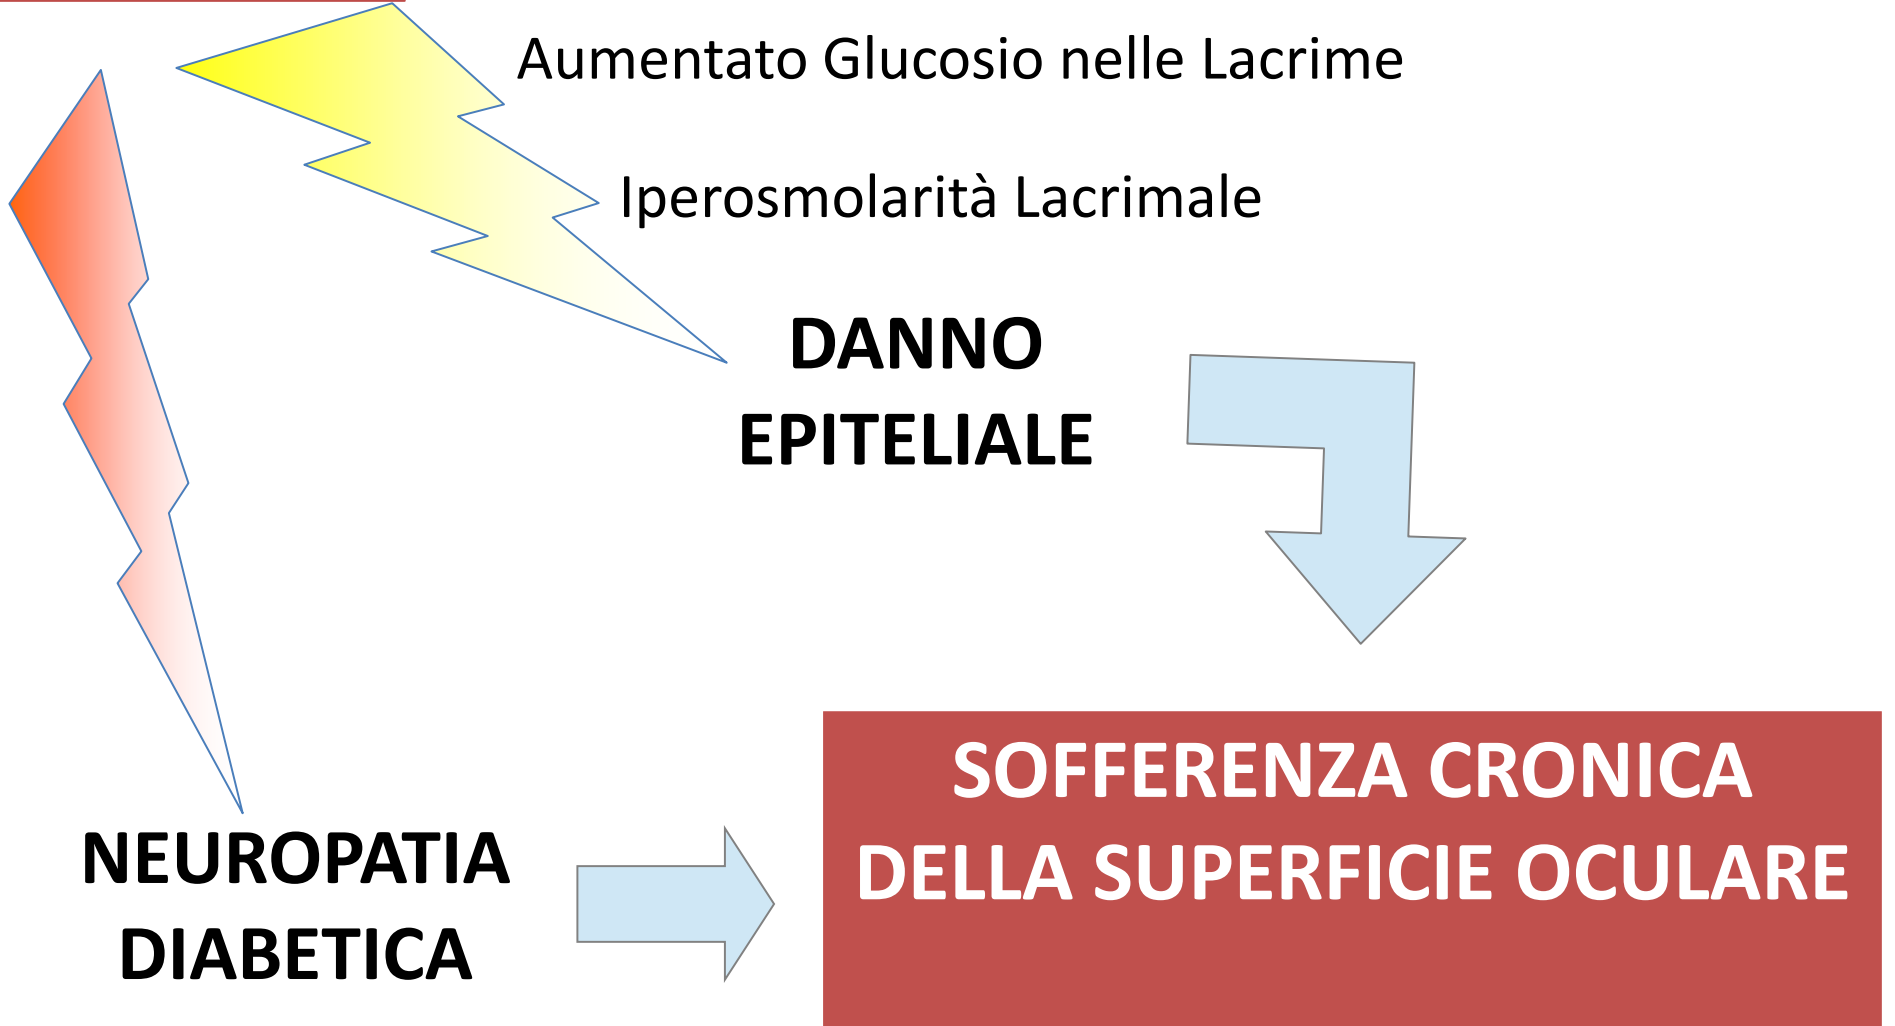 Aumentato Glucosio nelle Lacrime
Iperosmolarità Lacrimale
DANNO
EPITELIALE
NEUROPATIA
DIABETICA
SOFFERENZA CRONICA
DELLA SUPERFICIE OCULARE